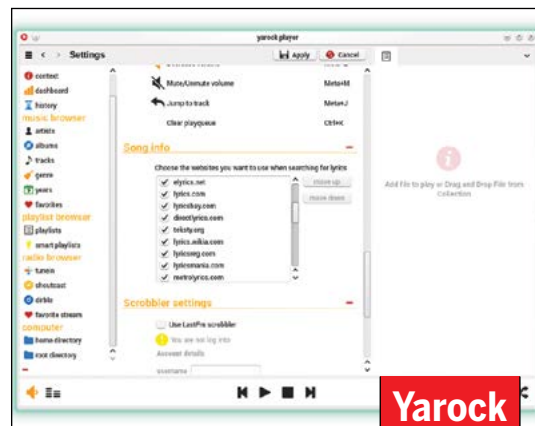 yarock player
Settings
Apply
Cancel
context
dashboard
history
music browser
artists
albums
tracks
genre
years
favorites
playlist browser
playlists
smart playlists
radio browser
tunein
shoutcast
dirble
favorite stream
computer
home directory
root directory
Mute/Unmute volume Meta+M
Jump to track Meta+J
Clear playqueue
Song info
Choose the websites you want to use when searching for lyrics
elyrics.net
lyrics.com
lyricsbay.com
directlyrics.com
teksty.org
lyrics.wikia.com
lyricsreg.com
lyricsmania.com
metrolyrics.com
move up
move down
Scrobbler settings
Use LastFm scrobbler
You are not log into
Account details
username
Add File to play or Drag and Drop File from
Collection
Yarock